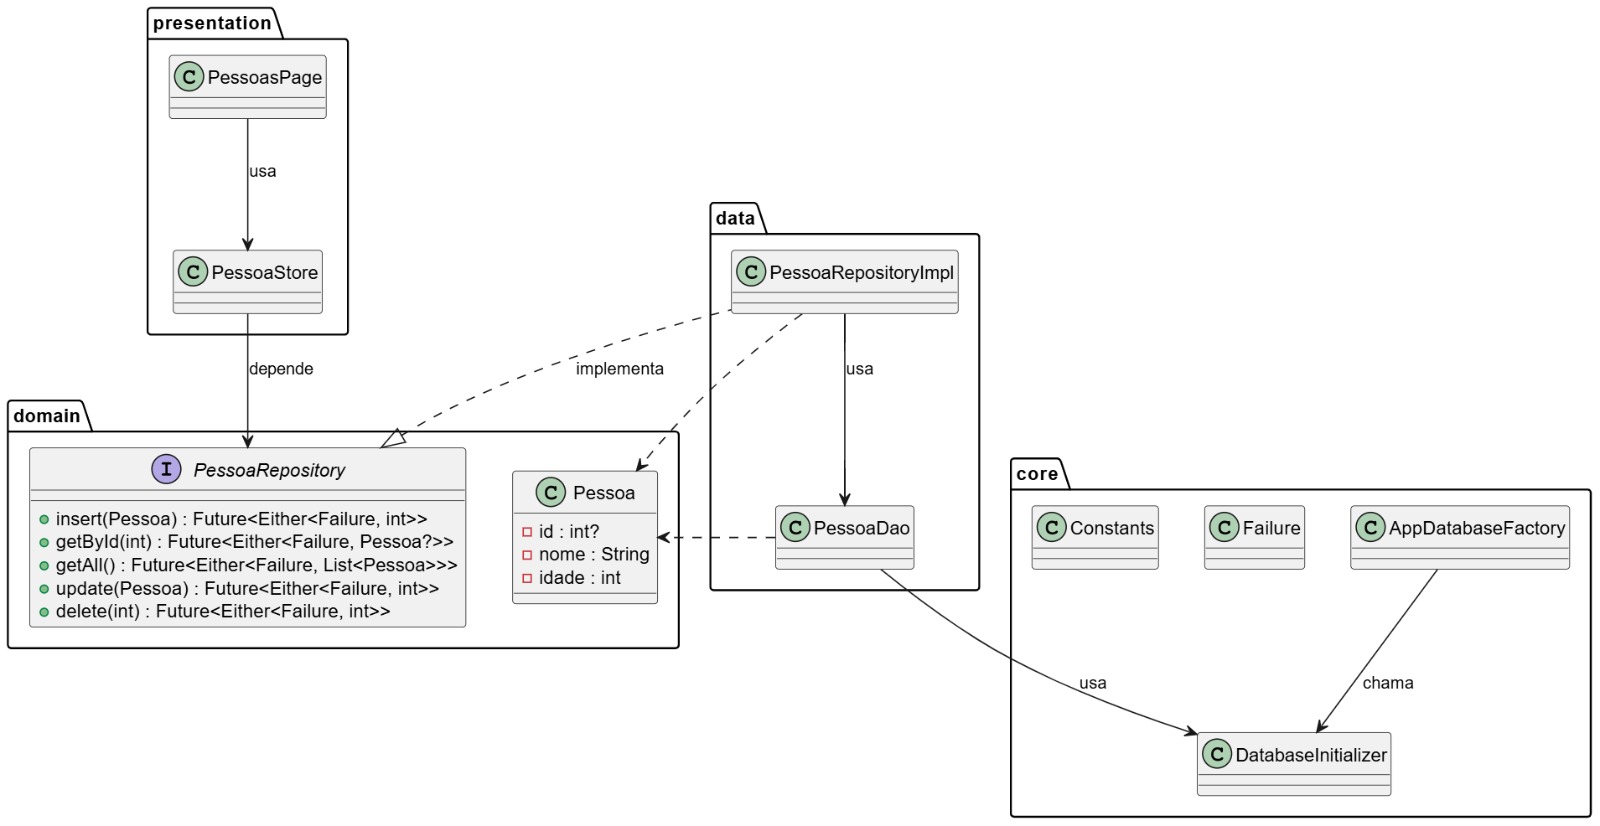 presentation
C PessoasPage
usa
C PessoaStore
depende
data
C PessoaRepositoryImpl
implementa
usa
C PessoaDao
domain
I PessoaRepository
insert(Pessoa) : Future<Either<Failure, int>>
getById(int) : Future<Either<Failure, Pessoa?>>
getAll() : Future<Either<Failure, List<Pessoa>>>
update(Pessoa) : Future<Either<Failure, int>>
delete(int) : Future<Either<Failure, int>>
C Pessoa
id : int?
nome : String
idade : int
core
C Constants
C Failure
C AppDatabaseFactory
usa
chama
C DatabaseInitializer